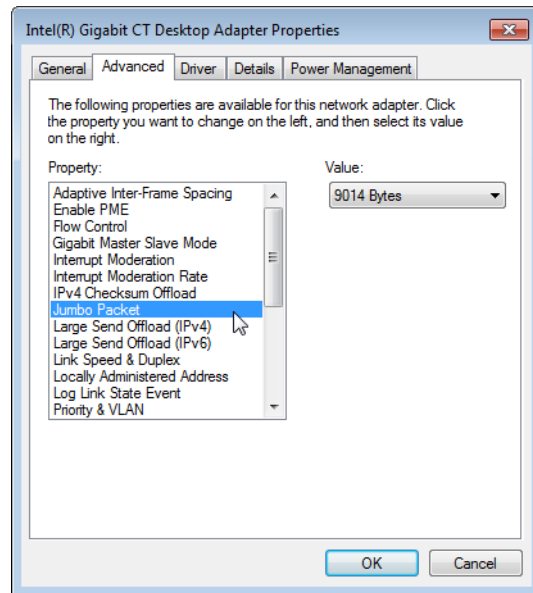 Intel(R) Gigabit CT Desktop Adapter Properties
General Advanced Driver Details Power Management
The following properties are available for this network adapter. Click
the property you want to change on the left, and then select its value
on the right.
Property:
Value:
Adaptive Inter-Frame Spacing
Enable PME
Flow Control
Gigabit Master Slave Mode
Interrupt Moderation
Interrupt Moderation Rate
IPv4 Checksum Offload
Jumbo Packet
Large Send Offload (IPv4)
Large Send Offload (IPv6)
Link Speed & Duplex
Locally Administered Address
Log Link State Event
Priority & VLAN
9014 Bytes
OK
Cancel